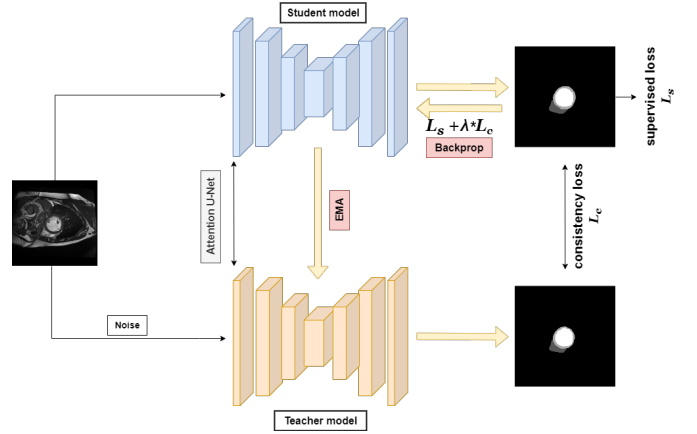 Student model
L_s + λ*L_c
Backprop
supervised loss
L_s
Attention U-Net
EMA
consistency loss
L_c
Noise
Teacher model